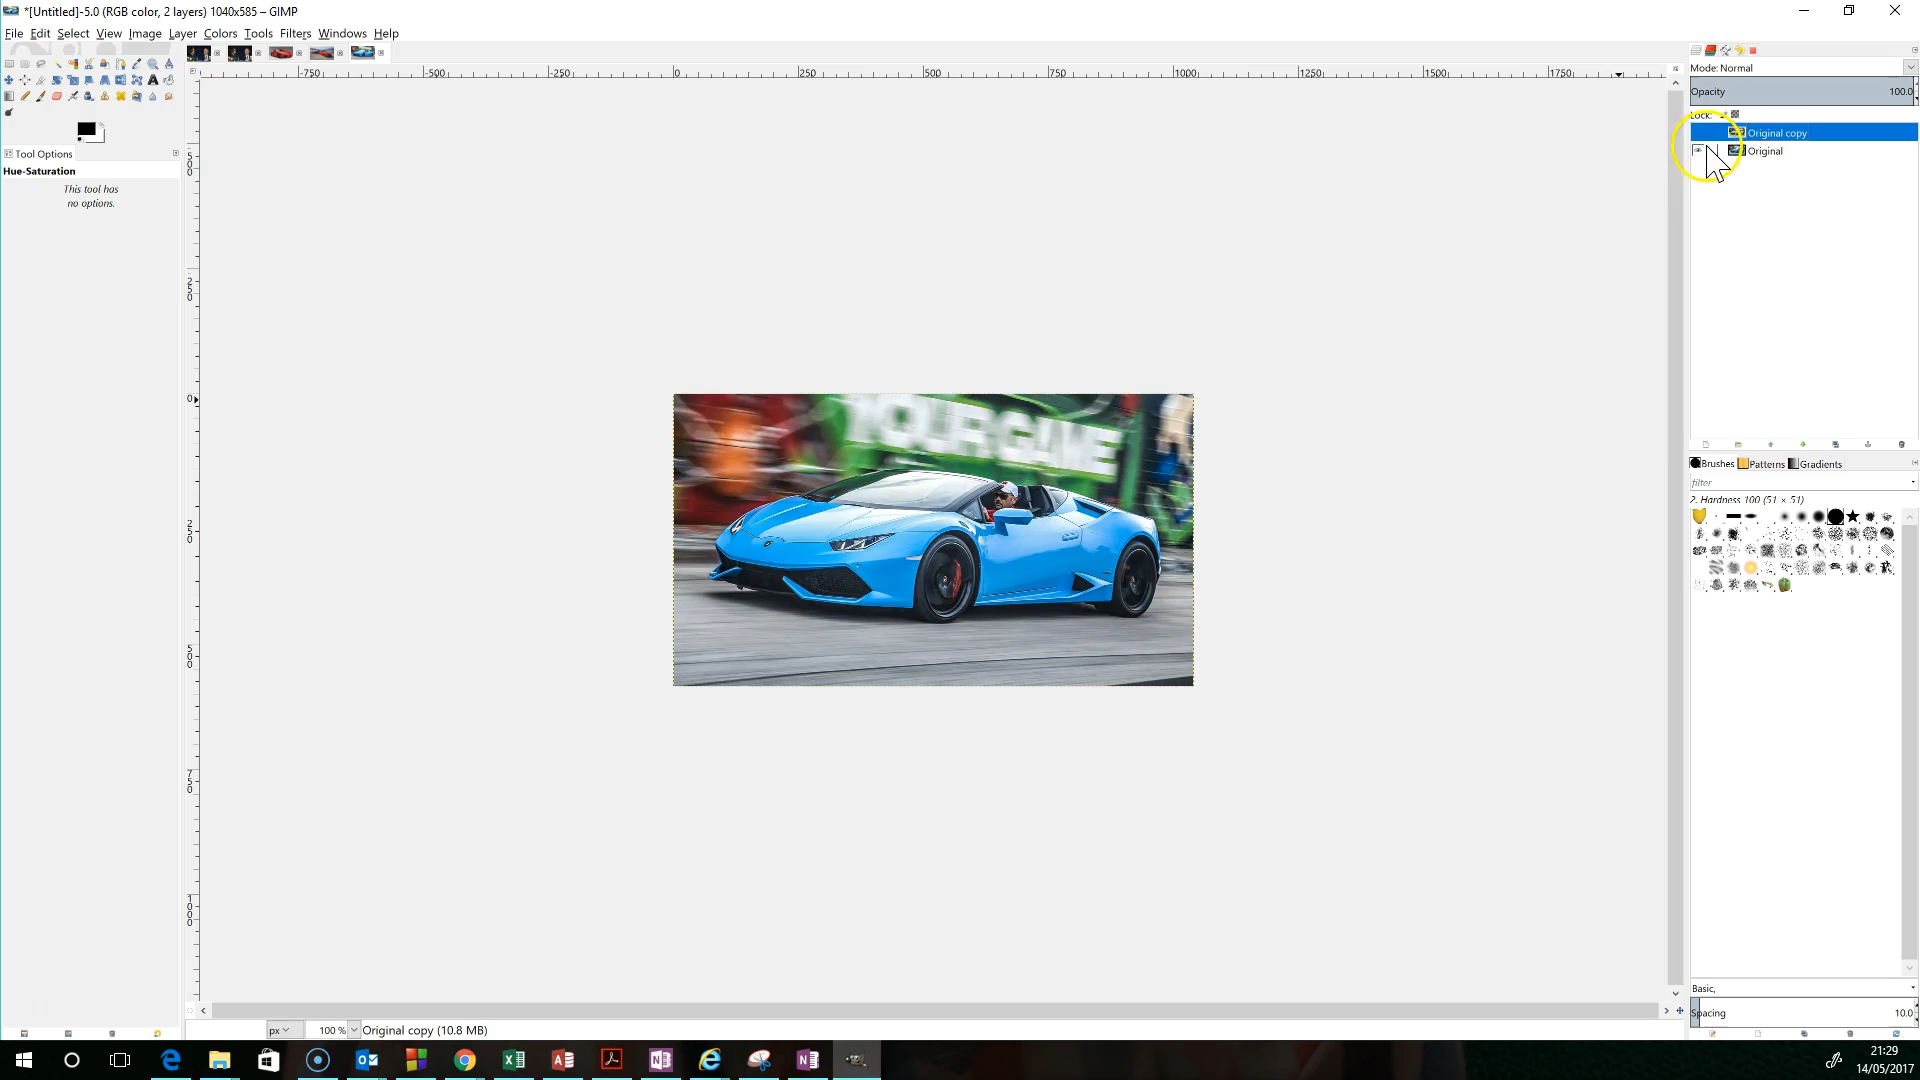 *[Untitled]-5.0 (RGB color, 2 layers) 1040x585 – GIMP
File Edit Select View Image Layer Colors Tools Filters Windows Help
Mode: Normal
Opacity 100.0
Lock:
Original copy
Original
Tool Options
Hue-Saturation
This tool has
no options.
-750 -500 -250 0 250 500 750 1000 1250 1500 1750
YOUR GAME
Brushes Patterns Gradients
filter
2. Hardness 100 (51 × 51)
Basic,
Spacing 10.0
px 100 % Original copy (10.8 MB)
21:29
14/05/2017